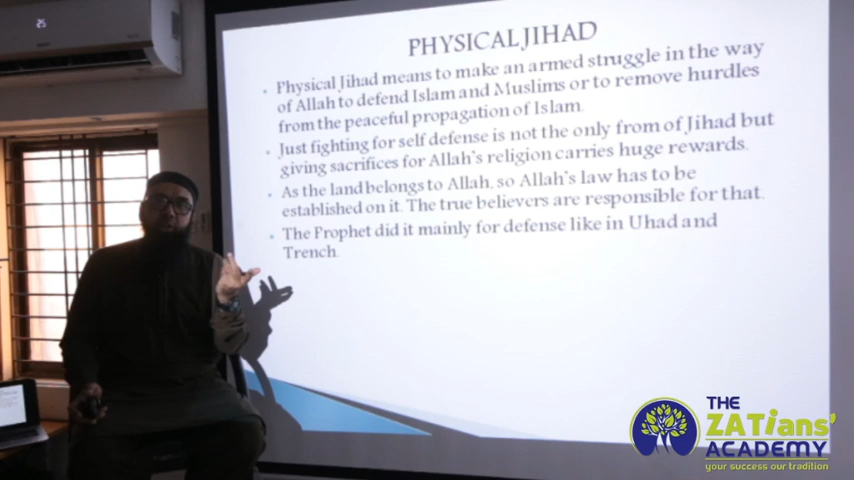 PHYSICAL JIHAD
Physical Jihad means to make an armed struggle in the way
of Allah to defend Islam and Muslims or to remove hurdles
from the peaceful propagation of Islam.
Just fighting for self defense is not the only from of Jihad but
giving sacrifices for Allah's religion carries huge rewards.
As the land belongs to Allah, so Allah's law has to be
established on it. The true believers are responsible for that.
The Prophet did it mainly for defense like in Uhad and
Trench.
THE
ZATians'
ACADEMY
your success our tradition